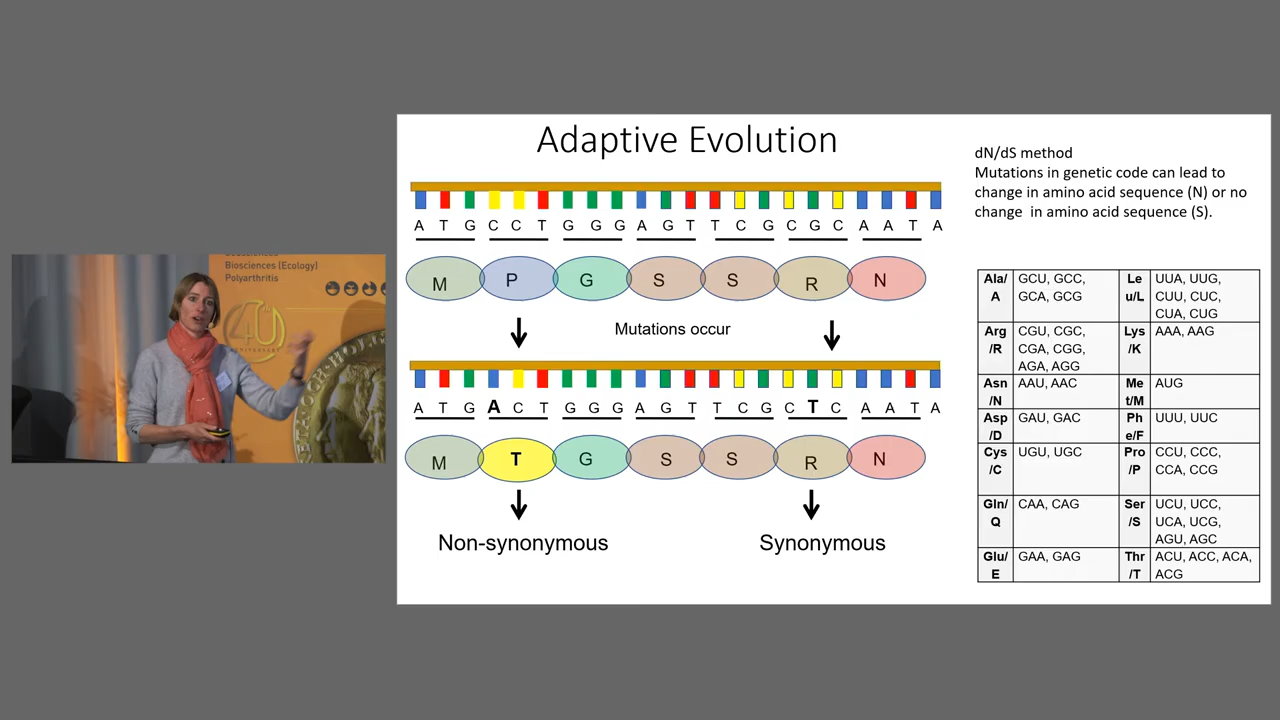 Biosciences (Ecology)
Polyarthritis
Adaptive Evolution
A T G C C T G G G A G T T C G C G C A A T A
M P G S S R N
Mutations occur
A T G A C T G G G A G T T C G C T C A A T A
M T G S S R N
Non-synonymous Synonymous
dN/dS method
Mutations in genetic code can lead to
change in amino acid sequence (N) or no
change in amino acid sequence (S).
Ala/ GCU, GCC, Le UUA, UUG,
A GCA, GCG u/L CUU, CUC,
CUA, CUG
Arg CGU, CGC, Lys AAA, AAG
/R CGA, CGG, /K
AGA, AGG
Asn AAU, AAC Me AUG
/N t/M
Asp GAU, GAC Ph UUU, UUC
/D e/F
Cys UGU, UGC Pro CCU, CCC,
/C /P CCA, CCG
Gln/ CAA, CAG Ser UCU, UCC,
Q /S UCA, UCG,
AGU, AGC
Glu/ GAA, GAG Thr ACU, ACC, ACA,
E /T ACG